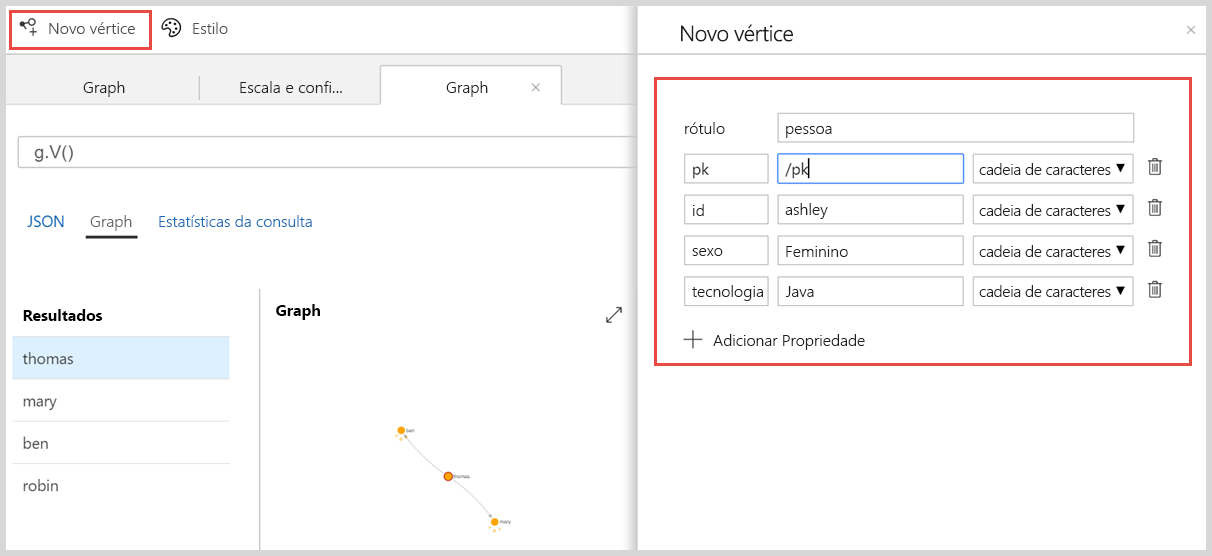 Novo vértice
Estilo
Graph
Escala e confi...
Graph
g.V()
JSON
Graph
Estatísticas da consulta
Resultados
thomas
mary
ben
robin
Graph
ben
thomas
mary
Novo vértice
rótulo pessoa
pk /pk cadeia de caracteres
id ashley cadeia de caracteres
sexo Feminino cadeia de caracteres
tecnologia Java cadeia de caracteres
Adicionar Propriedade